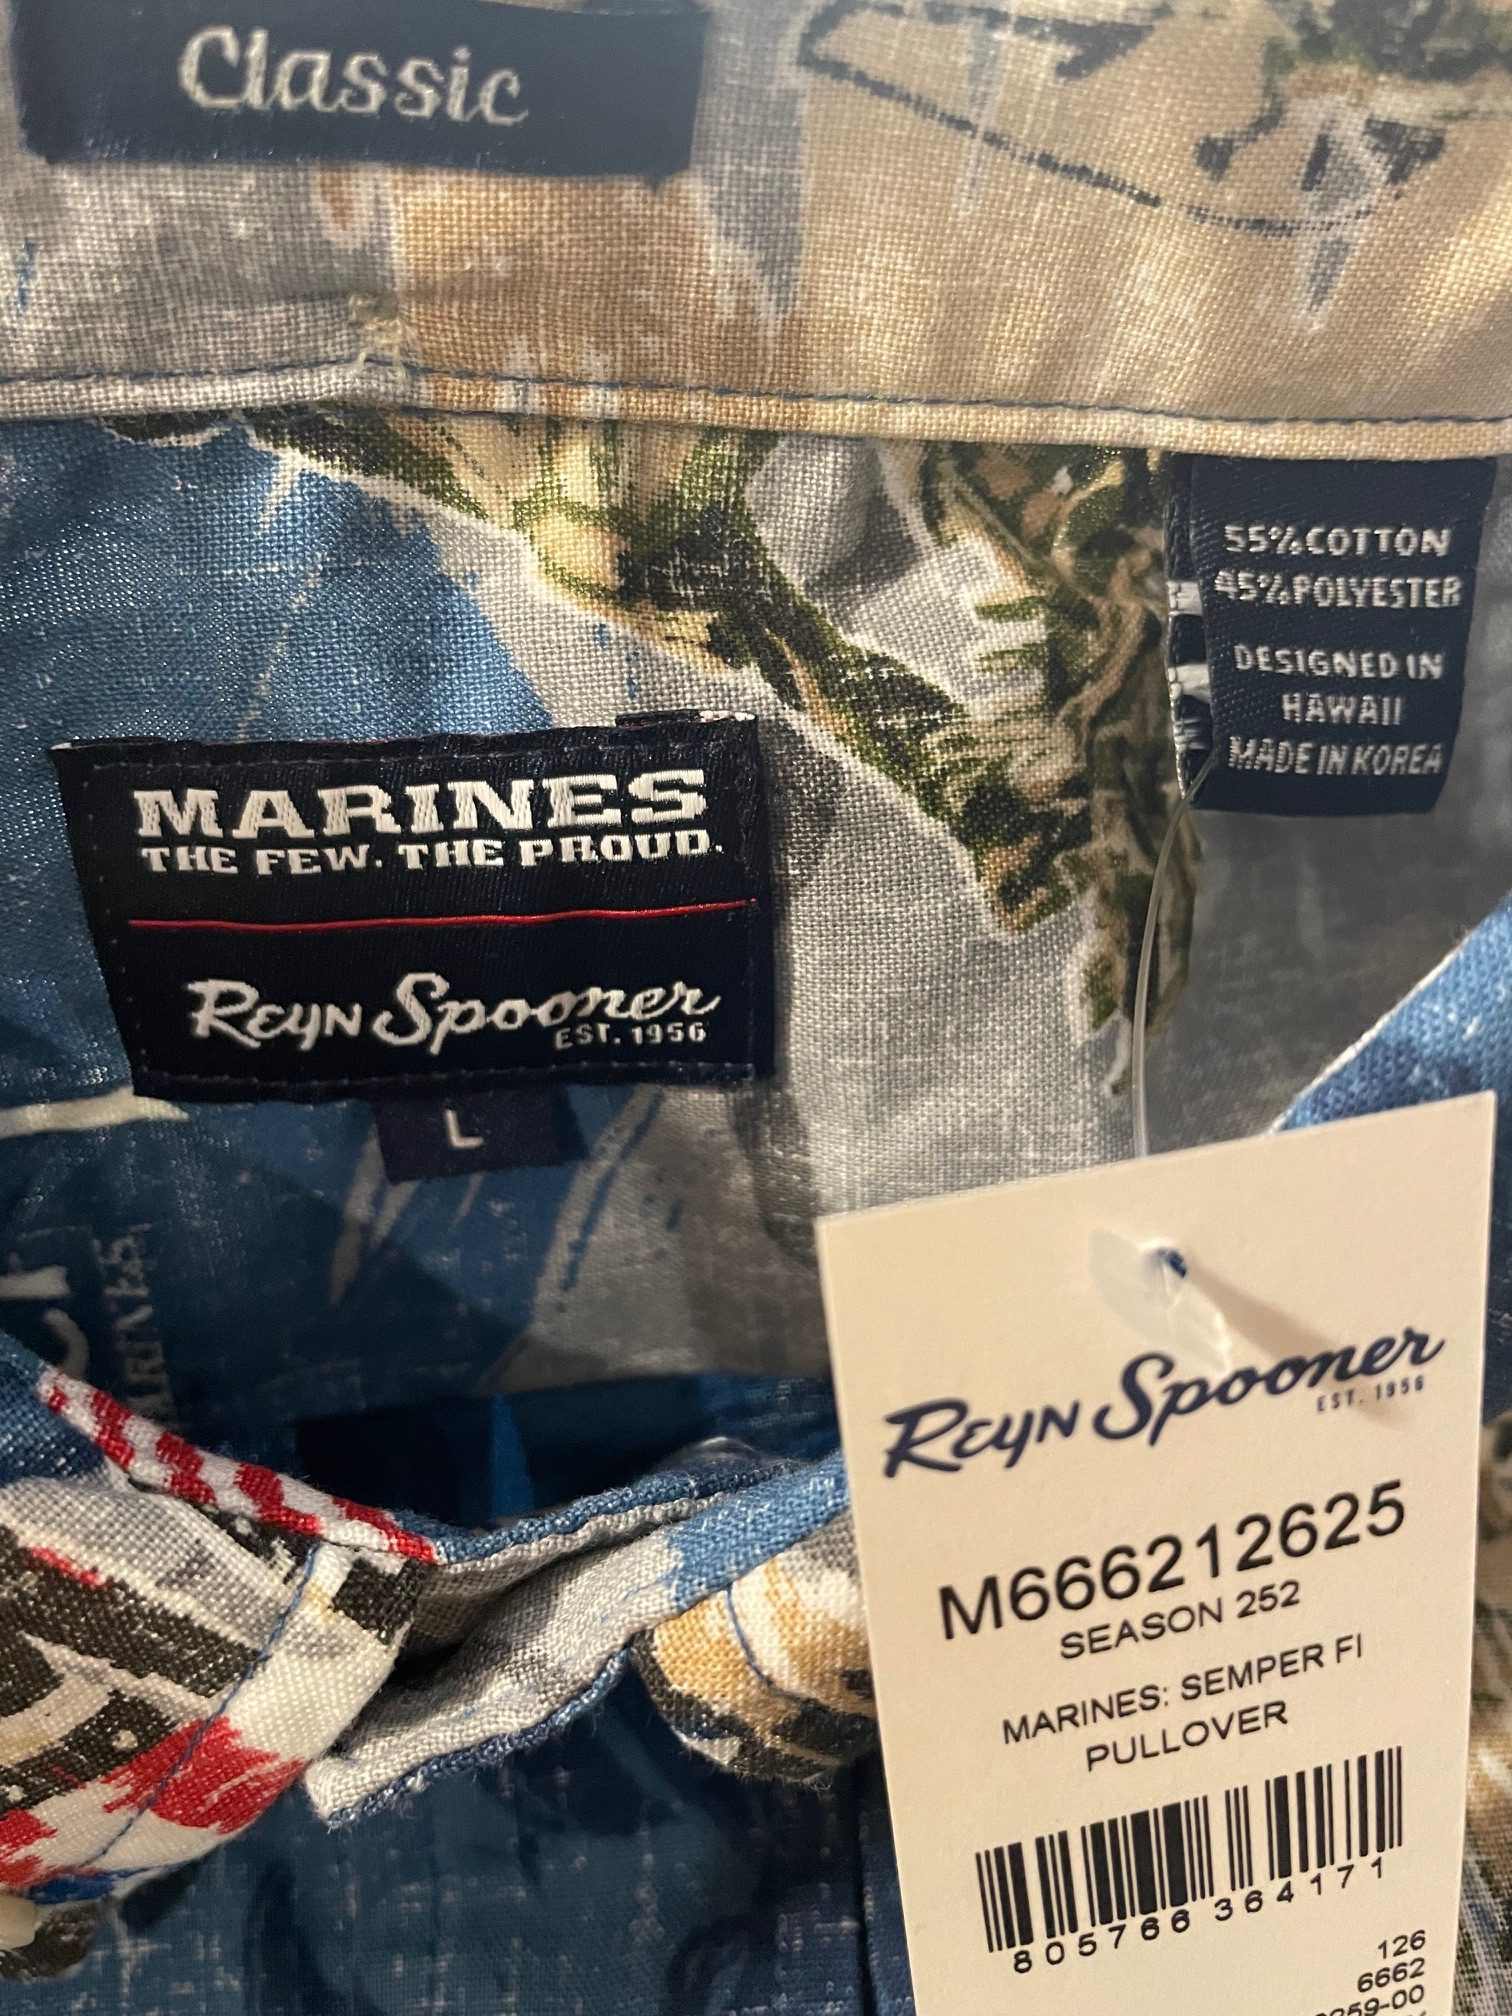 Classic
55% COTTON
45% POLYESTER
DESIGNED IN
HAWAII
MADE IN KOREA
MARINES
THE FEW. THE PROUD.
REYN SPOONER
EST. 1956
L
REYN SPOONER
EST. 1956
M666212625
SEASON 252
MARINES: SEMPER FI
PULLOVER
805766 364171
126
6662